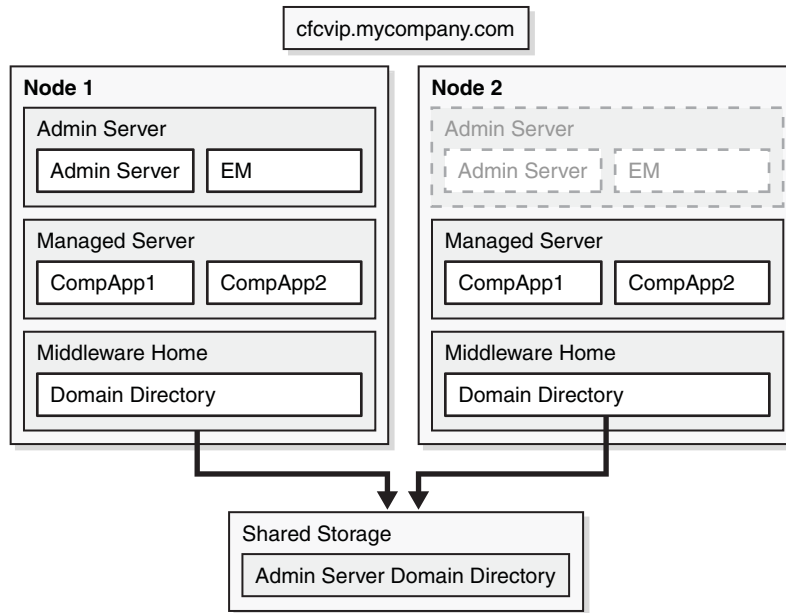 cfcvip.mycompany.com
Node 1
Admin Server
Admin Server
EM
Managed Server
CompApp1
CompApp2
Middleware Home
Domain Directory
Node 2
Admin Server
Admin Server
EM
Managed Server
CompApp1
CompApp2
Middleware Home
Domain Directory
Shared Storage
Admin Server Domain Directory